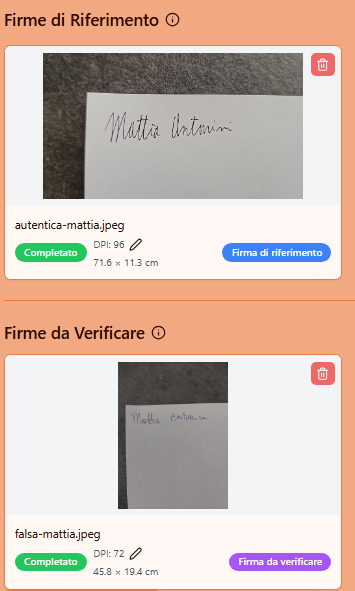 Firme di Riferimento
Mattia Antonini
autentica-mattia.jpeg
Completato
DPI: 96
71.6 × 11.3 cm
Firma di riferimento
Firme da Verificare
Mattia Antonini
falsa-mattia.jpeg
Completato
DPI: 72
45.8 × 19.4 cm
Firma da verificare